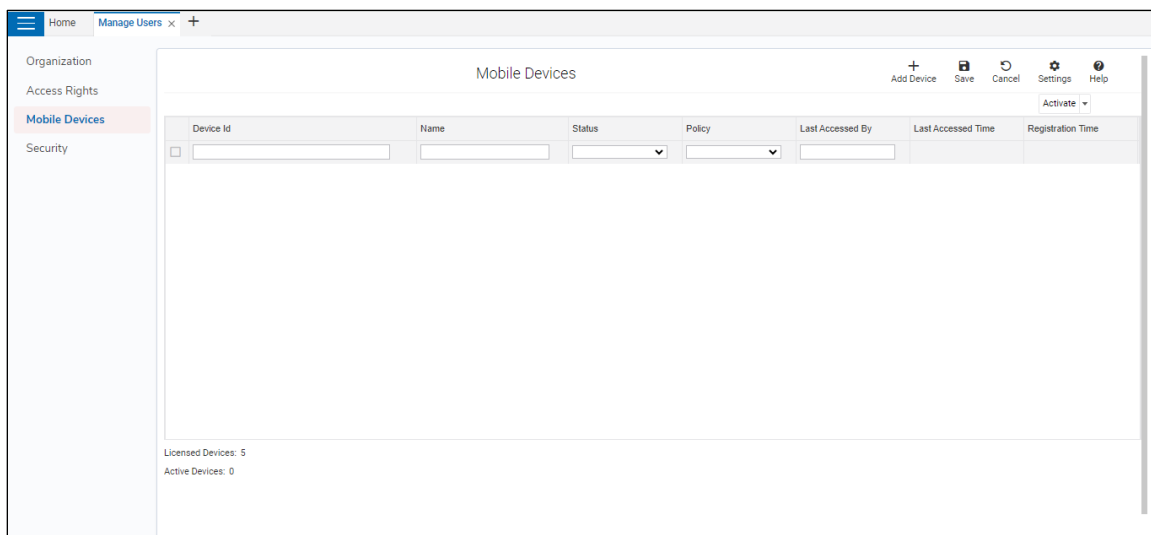 Home Manage Users × +
Organization
Access Rights
Mobile Devices
Security
Mobile Devices
Add Device Save Cancel Settings Help
Activate
Device Id Name Status Policy Last Accessed By Last Accessed Time Registration Time
Licensed Devices: 5
Active Devices: 0